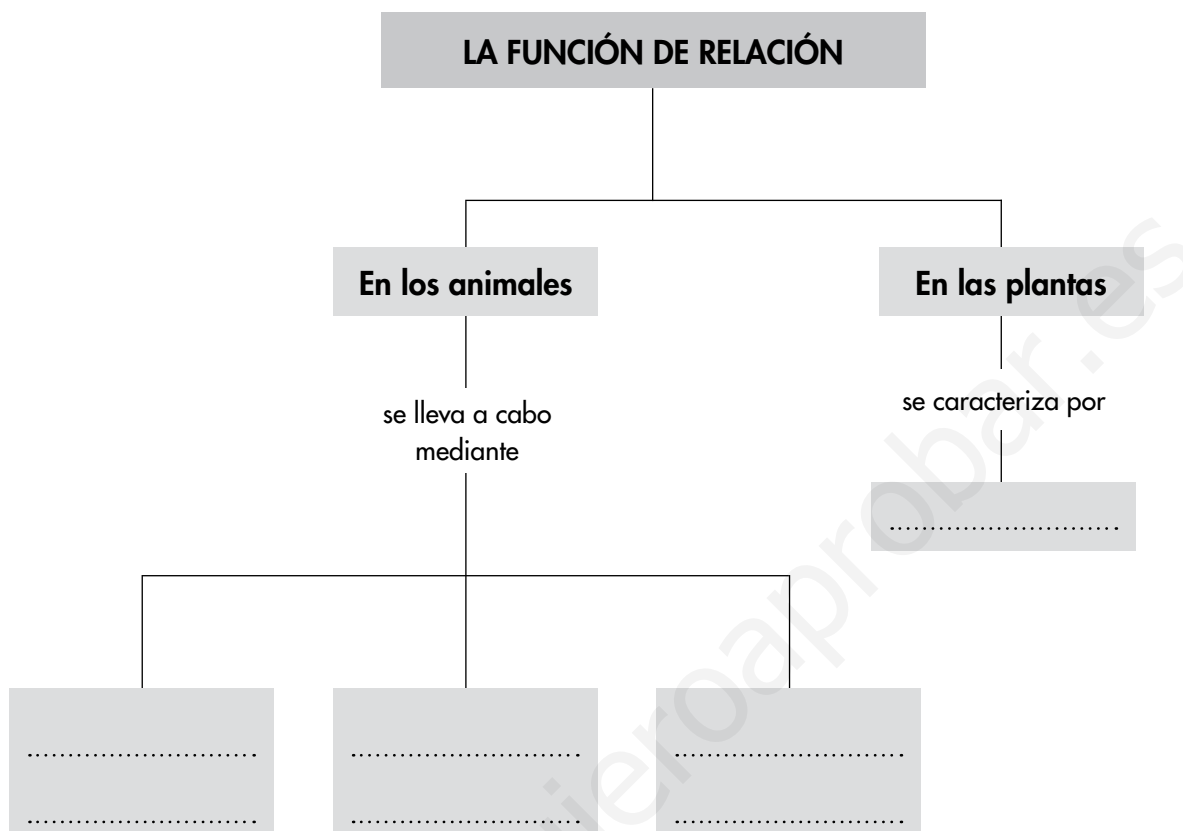 LA FUNCIÓN DE RELACIÓN
En los animales
En las plantas
se lleva a cabo
mediante
se caracteriza por